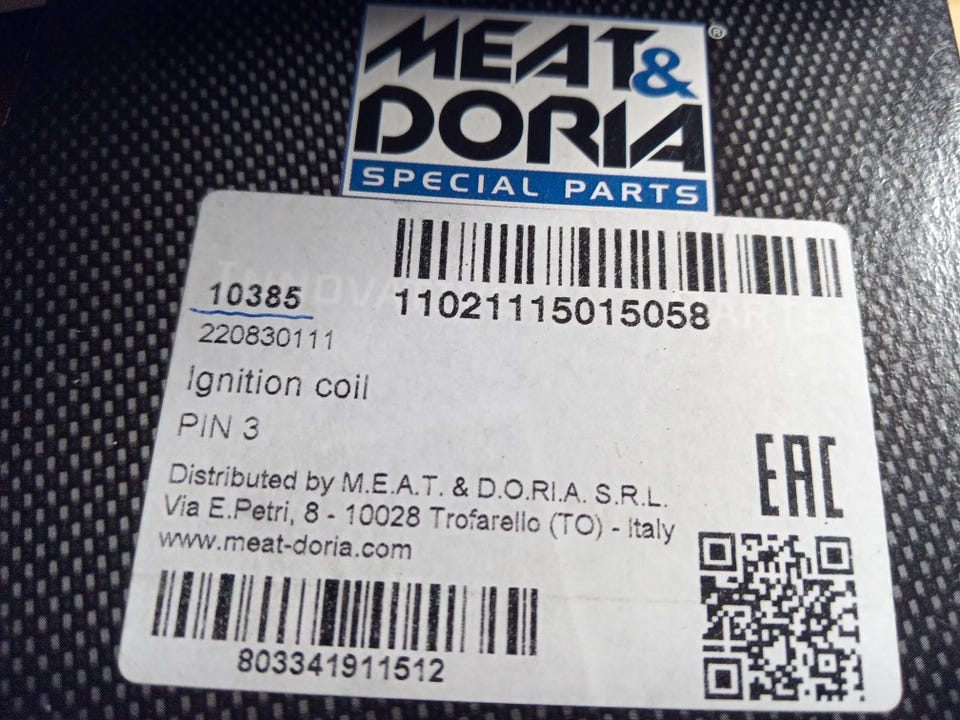 MEAT&
DORIA
®
SPECIAL PARTS
11021115015058
10385
220830111
Ignition coil
PIN 3
EAC
Distributed by M.E.A.T. & D.O.RI.A. S.R.L.
Via E.Petri, 8 - 10028 Trofarello (TO) - Italy
www.meat-doria.com
803341911512